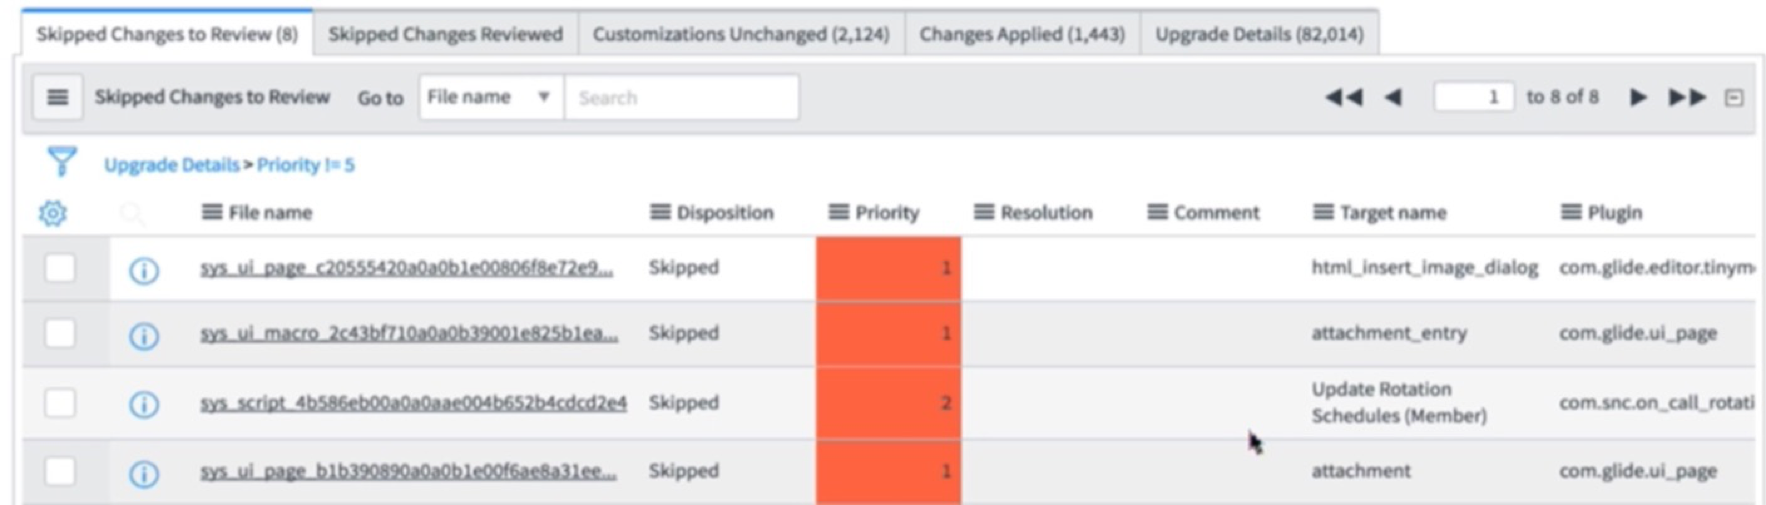 Skipped Changes to Review (8) Skipped Changes Reviewed Customizations Unchanged (2,124) Changes Applied (1,443) Upgrade Details (82,014)
Skipped Changes to Review Go to File name Search 1 to 8 of 8
Upgrade Details > Priority != 5
File name Disposition Priority Resolution Comment Target name Plugin
sys_ui_page_c20555420a0a0b1e00806f8e72e9... Skipped 1 html_insert_image_dialog com.glide.editor.tinym
sys_ui_macro_2c43bf710a0a0b39001e825b1ea... Skipped 1 attachment_entry com.glide.ui_page
sys_script_4b586eb00a0a0aae004b652b4cdcd2e4 Skipped 2 Update Rotation
Schedules (Member) com.snc.on_call_rotati
sys_ui_page_b1b390890a0a0b1e00f6ae8a31ee... Skipped 1 attachment com.glide.ui_page